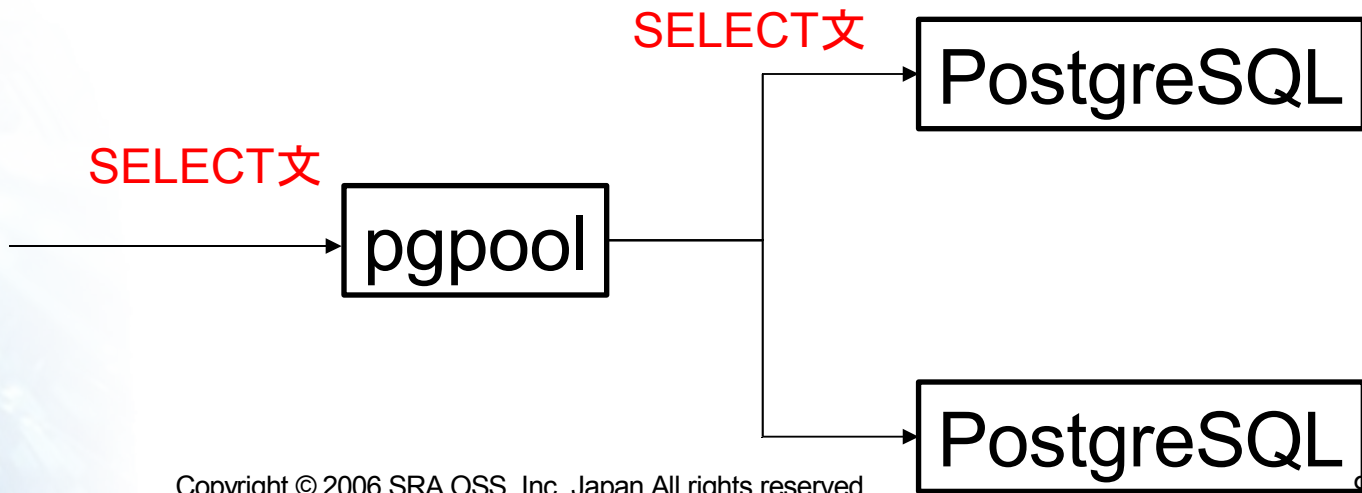 SELECT文
PostgreSQL
SELECT文
pgpool
PostgreSQL
Copyright © 2006 SRA OSS, Inc. Japan All rights reserved.